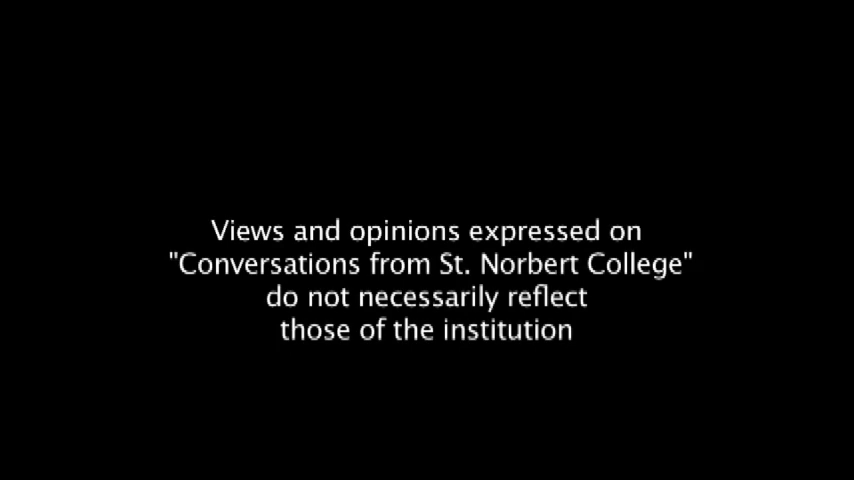 Views and opinions expressed on
"Conversations from St. Norbert College"
do not necessarily reflect
those of the institution